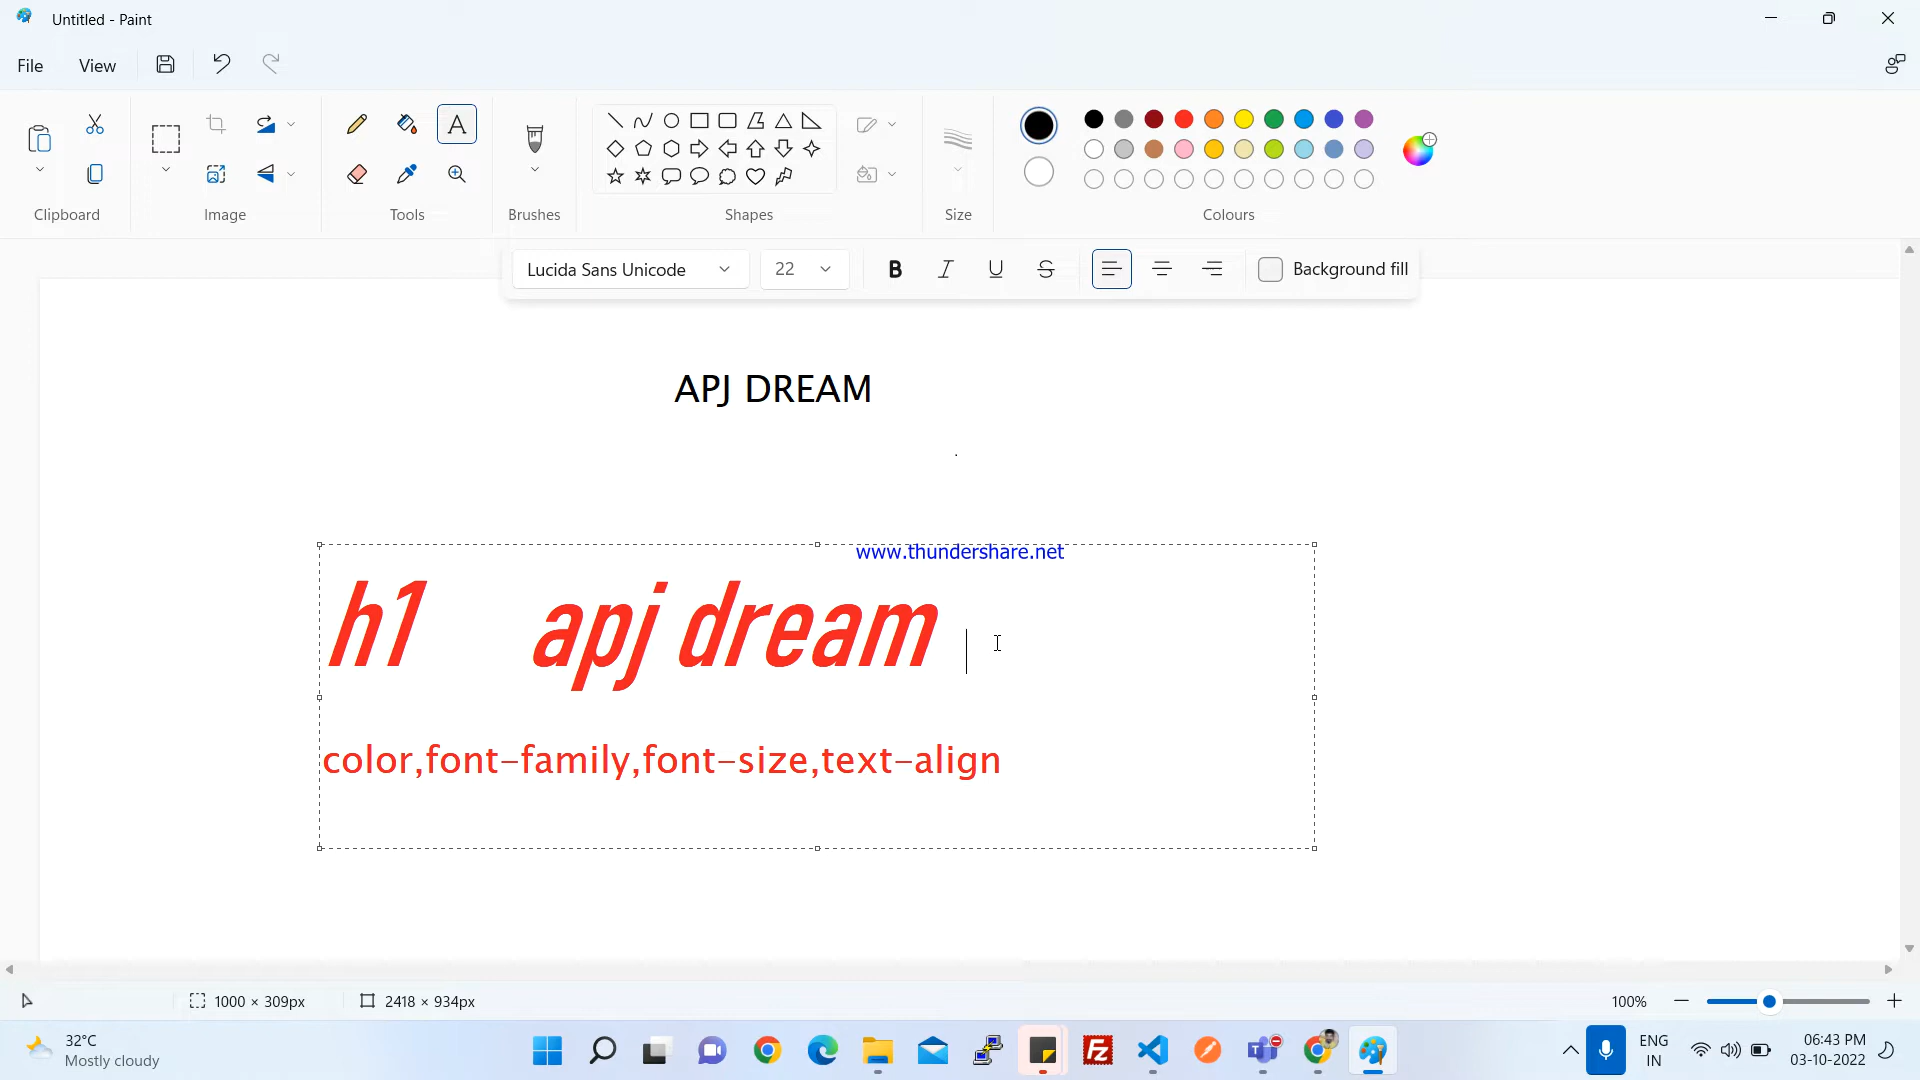 Untitled - Paint
File View
Clipboard Image Tools Brushes Shapes Size Colours
Lucida Sans Unicode 22 B I U S Background fill
APJ DREAM
.
www.thundershare.net
h1 apj dream
color,font-family,font-size,text-align
1000 × 309px 2418 × 934px 100%
32°C
Mostly cloudy
ENG
IN
06:43 PM
03-10-2022